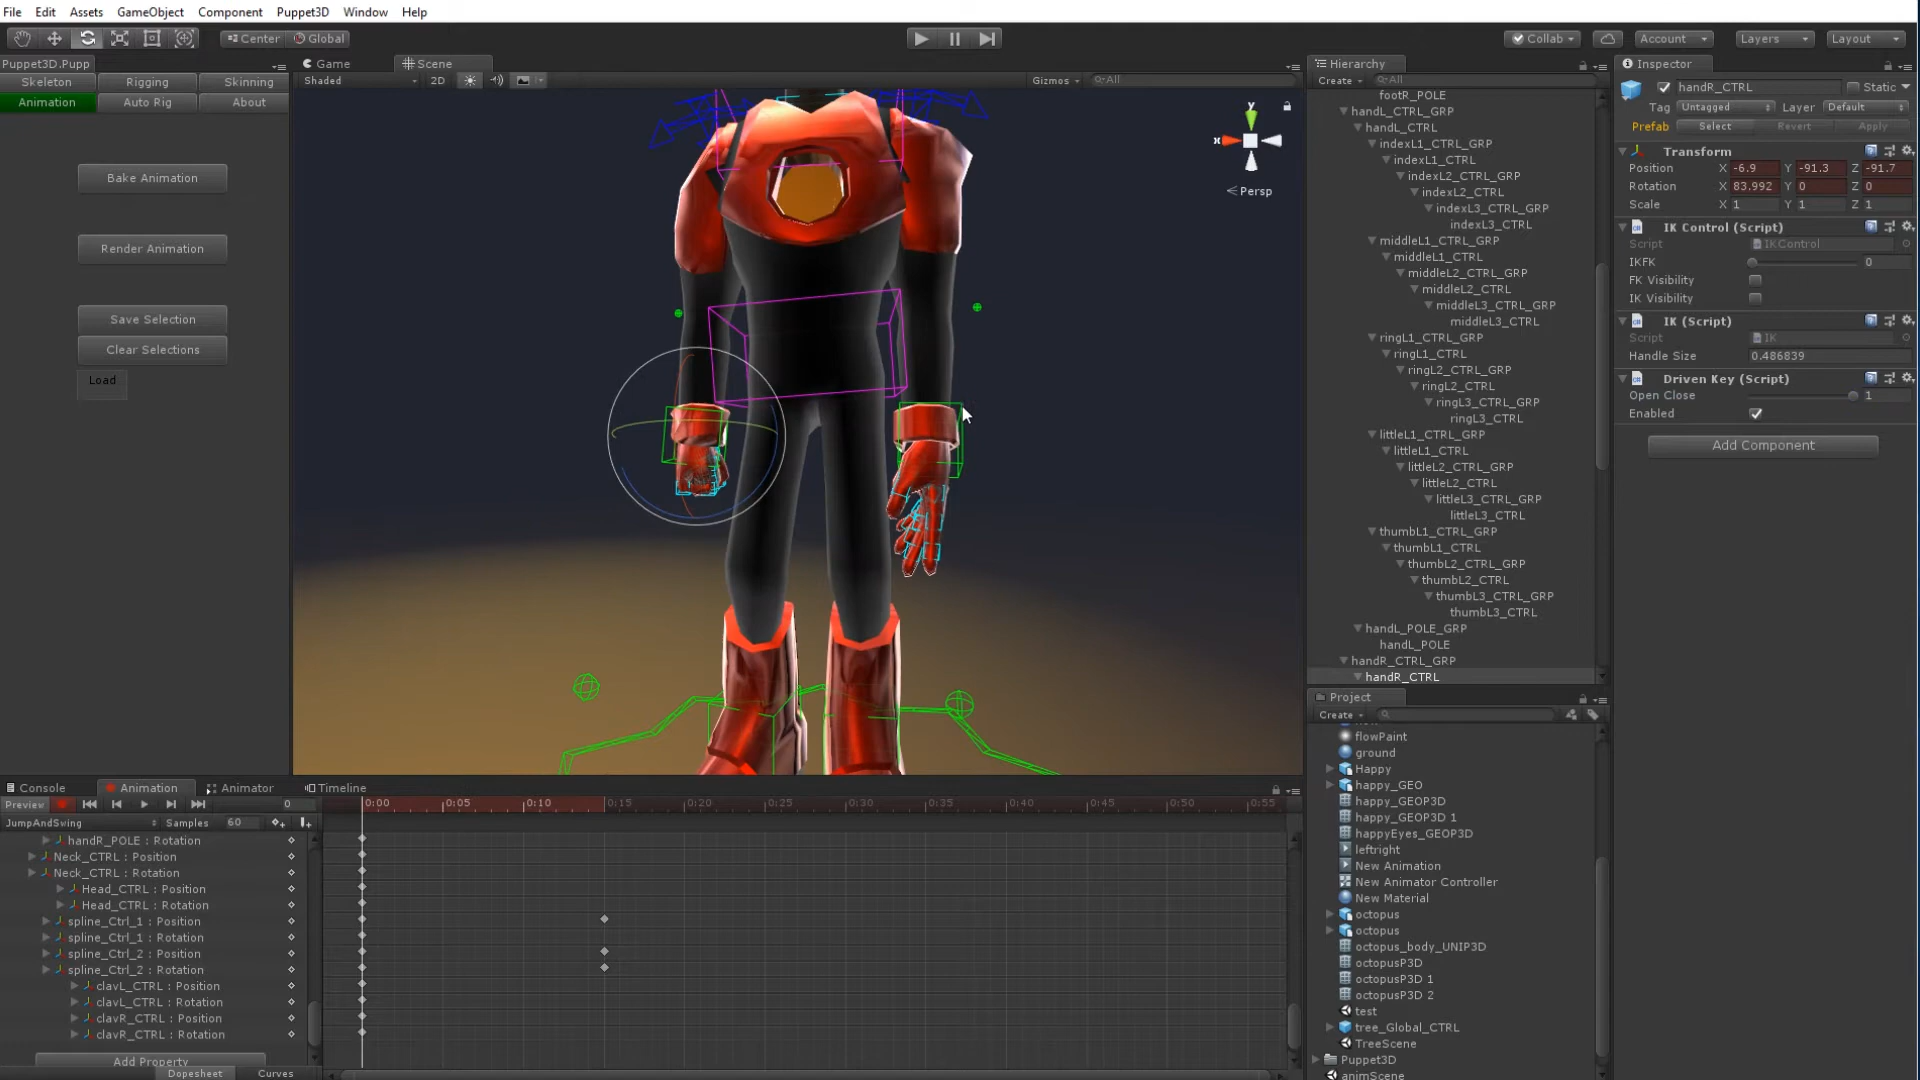 File Edit Assets GameObject Component Puppet3D Window Help
Center Global Collab Account Layers Layout
Puppet3D.Pupp
Skeleton Rigging Skinning
Animation Auto Rig About
Bake Animation
Render Animation
Save Selection
Clear Selections
Load
Game Scene
Shaded 2D Gizmos All
y
x
Persp
Hierarchy
Create All
footR_POLE
handL_CTRL_GRP
handL_CTRL
indexL1_CTRL_GRP
indexL1_CTRL
indexL2_CTRL_GRP
indexL2_CTRL
indexL3_CTRL_GRP
indexL3_CTRL
middleL1_CTRL_GRP
middleL1_CTRL
middleL2_CTRL_GRP
middleL2_CTRL
middleL3_CTRL_GRP
middleL3_CTRL
ringL1_CTRL_GRP
ringL1_CTRL
ringL2_CTRL_GRP
ringL2_CTRL
ringL3_CTRL_GRP
ringL3_CTRL
littleL1_CTRL_GRP
littleL1_CTRL
littleL2_CTRL_GRP
littleL2_CTRL
littleL3_CTRL_GRP
littleL3_CTRL
thumbL1_CTRL_GRP
thumbL1_CTRL
thumbL2_CTRL_GRP
thumbL2_CTRL
thumbL3_CTRL_GRP
thumbL3_CTRL
handL_POLE_GRP
handL_POLE
handR_CTRL_GRP
handR_CTRL
Inspector
handR_CTRL Static
Tag Untagged Layer Default
Prefab Select Revert Apply
Transform
Position X -6.9 Y -91.3 Z -91.7
Rotation X 83.992 Y 0 Z 0
Scale X 1 Y 1 Z 1
IK Control (Script)
Script IKControl
IKFK 0
FK Visibility
IK Visibility
IK (Script)
Script IK
Handle Size 0.486839
Driven Key (Script)
Open Close 1
Enabled
Add Component
Project
Create
flowPaint
ground
Happy
happy_GEO
happy_GEOP3D
happy_GEOP3D 1
happyEyes_GEOP3D
leftright
New Animation
New Animator Controller
New Material
octopus
octopus
octopus_body_UNIP3D
octopusP3D
octopusP3D 1
octopusP3D 2
test
tree_Global_CTRL
TreeScene
Puppet3D
animScene
Console Animation Animator Timeline
Preview 0 0:00 0:05 0:10 0:15 0:20 0:25 0:30 0:35 0:40 0:45 0:50 0:55
JumpAndSwing Samples 60
handR_POLE : Rotation
Neck_CTRL : Position
Neck_CTRL : Rotation
Head_CTRL : Position
Head_CTRL : Rotation
spline_Ctrl_1 : Position
spline_Ctrl_1 : Rotation
spline_Ctrl_2 : Position
spline_Ctrl_2 : Rotation
clavL_CTRL : Position
clavL_CTRL : Rotation
clavR_CTRL : Position
clavR_CTRL : Rotation
Add Property
Dopesheet Curves